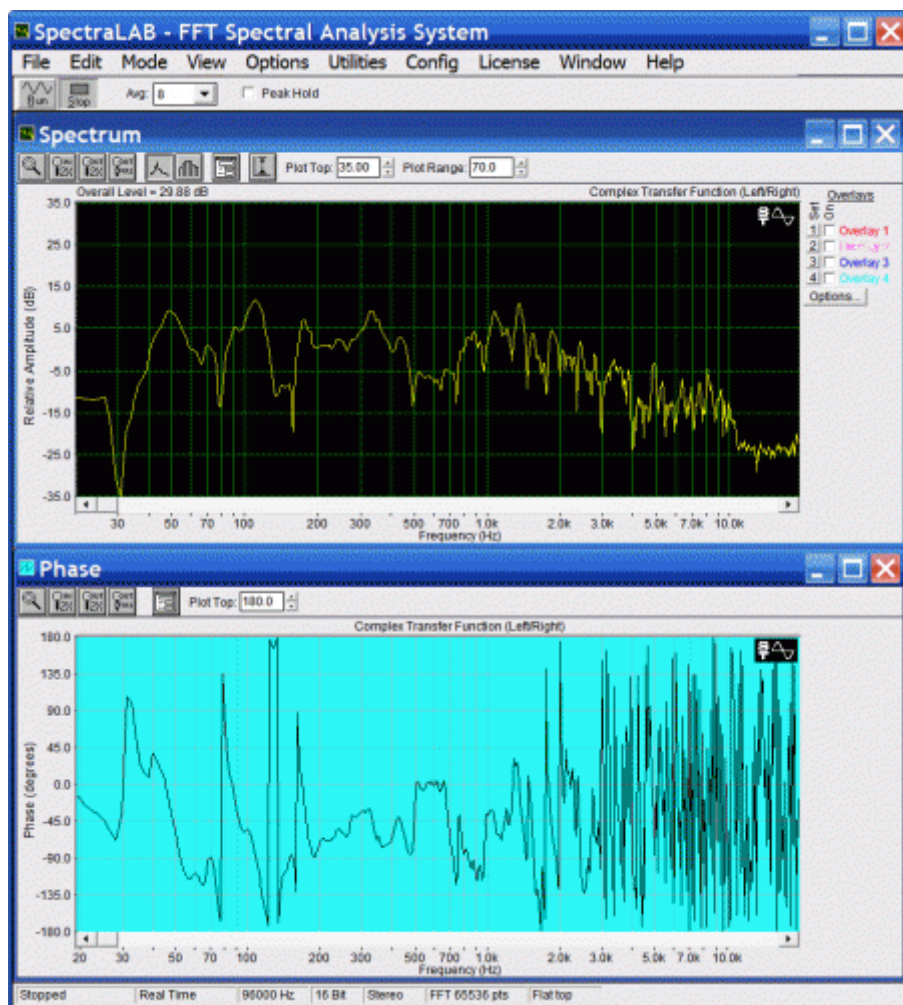 SpectraLAB - FFT Spectral Analysis System
File Edit Mode View Options Utilities Config License Window Help
Run Stop Avg: 8 Peak Hold
Spectrum
Plot Top: 35.00 Plot Range: 70.0
Overall Level = 29.88 dB Complex Transfer Function (Left/Right)
Overlays
Set On
1 Overlay 1
2
3 Overlay 3
4 Overlay 4
Options...
Relative Amplitude (dB)
35.0
25.0
15.0
5.0
-5.0
-15.0
-25.0
-35.0
30 50 70 100 200 300 500 700 1.0k 2.0k 3.0k 5.0k 7.0k 10.0k
Frequency (Hz)
Phase
Plot Top: 180.0
Complex Transfer Function (Left/Right)
Phase (degrees)
180.0
135.0
90.0
45.0
0.0
-45.0
-90.0
-135.0
-180.0
20 30 50 70 100 200 300 500 700 1.0k 2.0k 3.0k 5.0k 7.0k 10.0k
Frequency (Hz)
Stopped Real Time 96000 Hz 16 Bit Stereo FFT 65536 pts Flat top